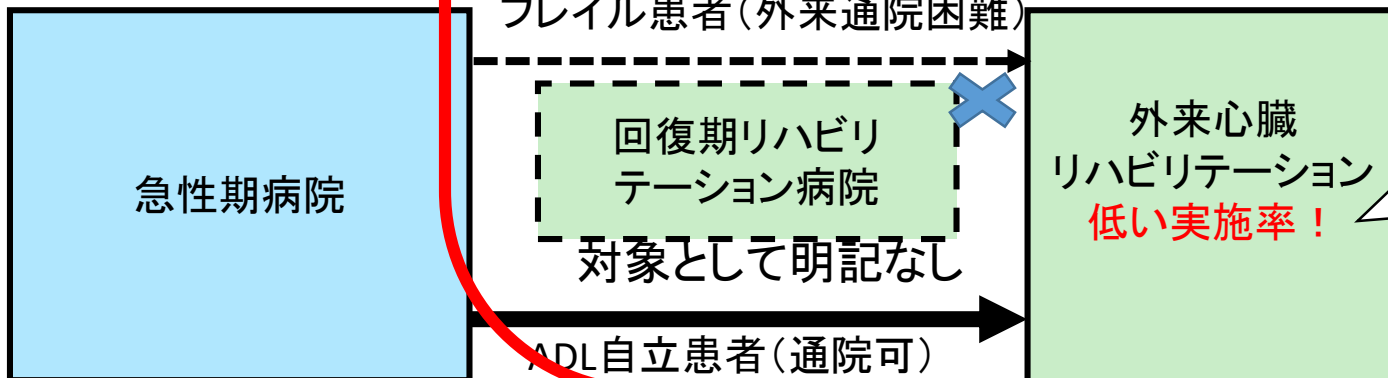 フレイル患者(外来通院困難)
急性期病院
回復期リハビリ
テーション病院
対象として明記なし
ADL自立患者(通院可)
外来心臓
リハビリテーション
低い実施率!